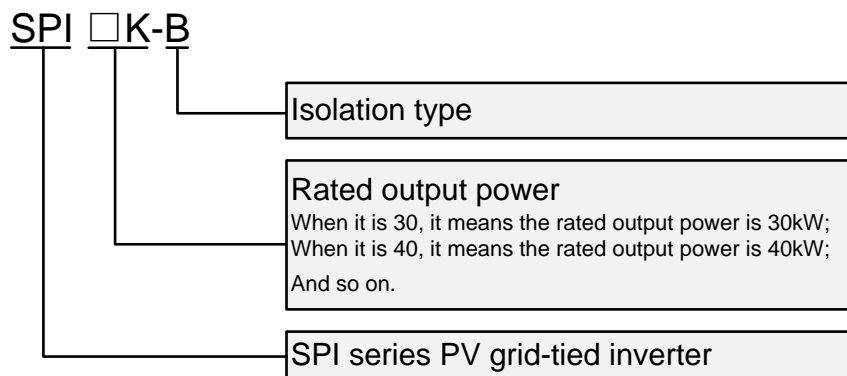 SPI □K-B
Isolation type
Rated output power
When it is 30, it means the rated output power is 30kW;
When it is 40, it means the rated output power is 40kW;
And so on.
SPI series PV grid-tied inverter